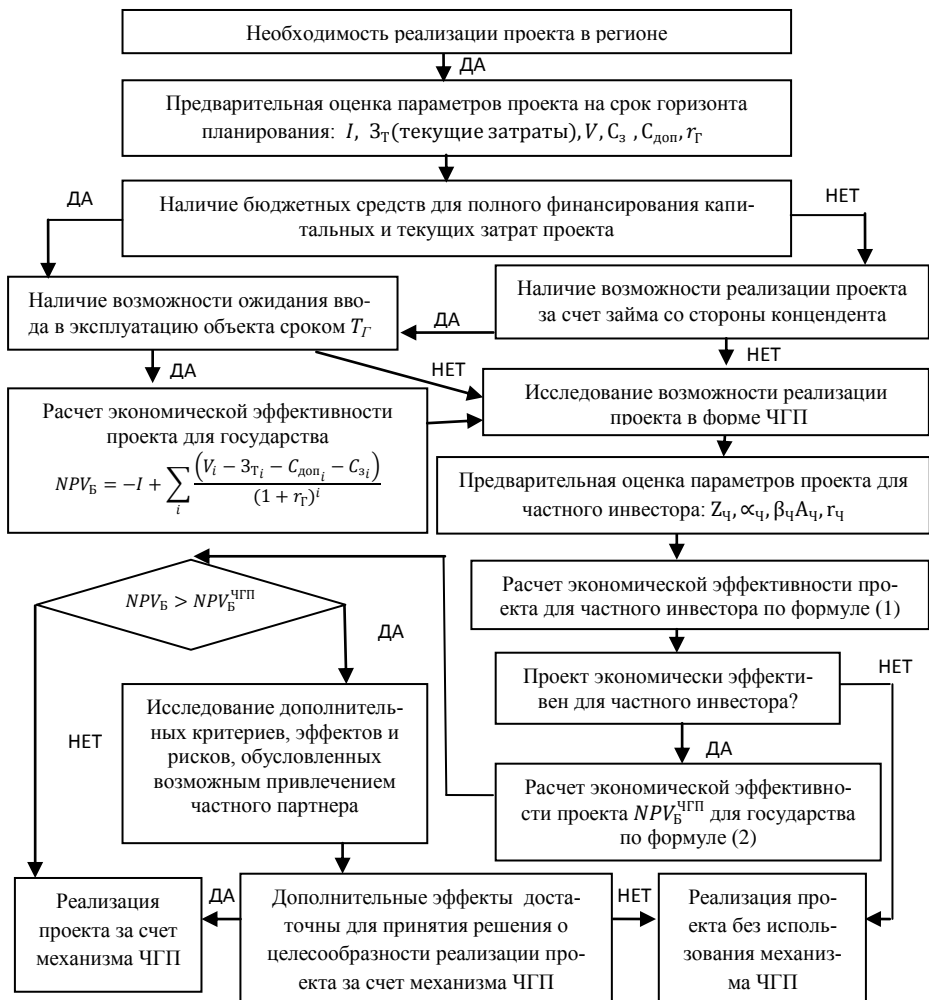 Необходимость реализации проекта в регионе
ДА
Предварительная оценка параметров проекта на срок горизонта
планирования: I, З_Т(текущие затраты), V, С_з , С_доп, r_Г
ДА
НЕТ
Наличие бюджетных средств для полного финансирования капи-
тальных и текущих затрат проекта
Наличие возможности ожидания вво-
да в эксплуатацию объекта сроком T_Г
ДА
Наличие возможности реализации проекта
за счет займа со стороны концендента
ДА
НЕТ
НЕТ
Расчет экономической эффективности
проекта для государства
NPV_Б = −I + ∑_i (V_i − З_Т_i − C_доп_i − C_з_i) / (1 + r_Г)^i
Исследование возможности реализации
проекта в форме ЧГП
Предварительная оценка параметров проекта для
частного инвестора: Z_Ч, ∝_Ч, β_Ч A_Ч, r_Ч
NPV_Б > NPV_Б^ЧГП
Расчет экономической эффективности про-
екта для частного инвестора по формуле (1)
ДА
НЕТ
Проект экономически эффекти-
вен для частного инвестора?
НЕТ
Исследование дополнитель-
ных критериев, эффектов и
рисков, обусловленных
возможным привлечением
частного партнера
ДА
Расчет экономической эффективно-
сти проекта NPV_Б^ЧГП для государства
по формуле (2)
Реализация
проекта за счет
механизма ЧГП
ДА
Дополнительные эффекты доста-
точны для принятия решения о
целесообразности реализации про-
екта за счет механизма ЧГП
НЕТ
Реализация про-
екта без исполь-
зования механиз-
ма ЧГП